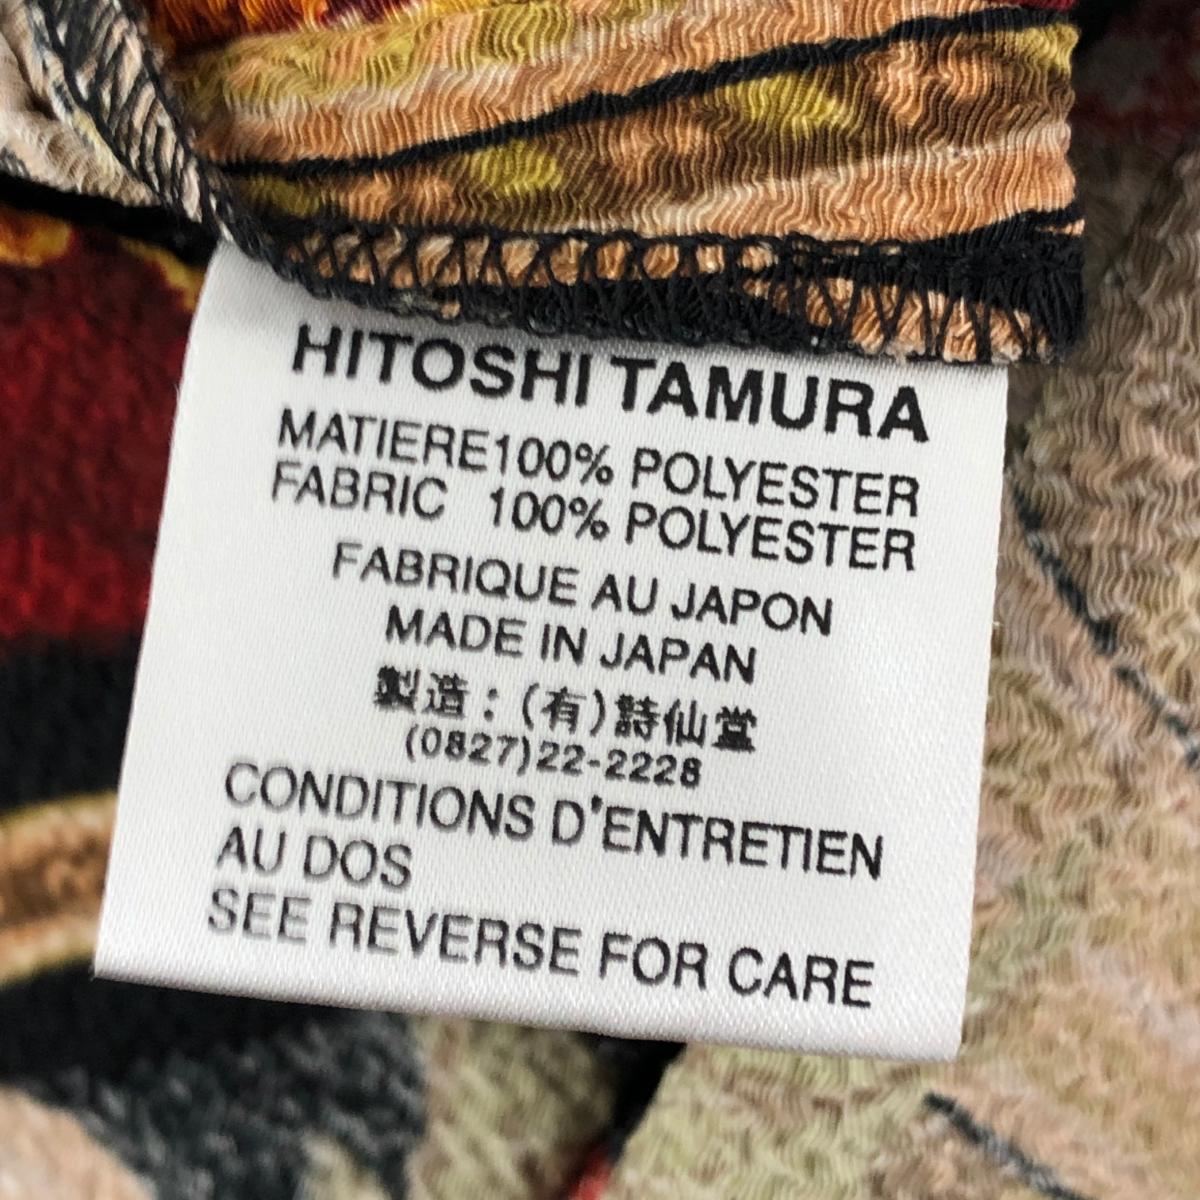 HITOSHI TAMURA
MATIERE100% POLYESTER
FABRIC 100% POLYESTER
FABRIQUE AU JAPON
MADE IN JAPAN
製造：(有)詩仙堂
(0827)22-2228
CONDITIONS D'ENTRETIEN
AU DOS
SEE REVERSE FOR CARE